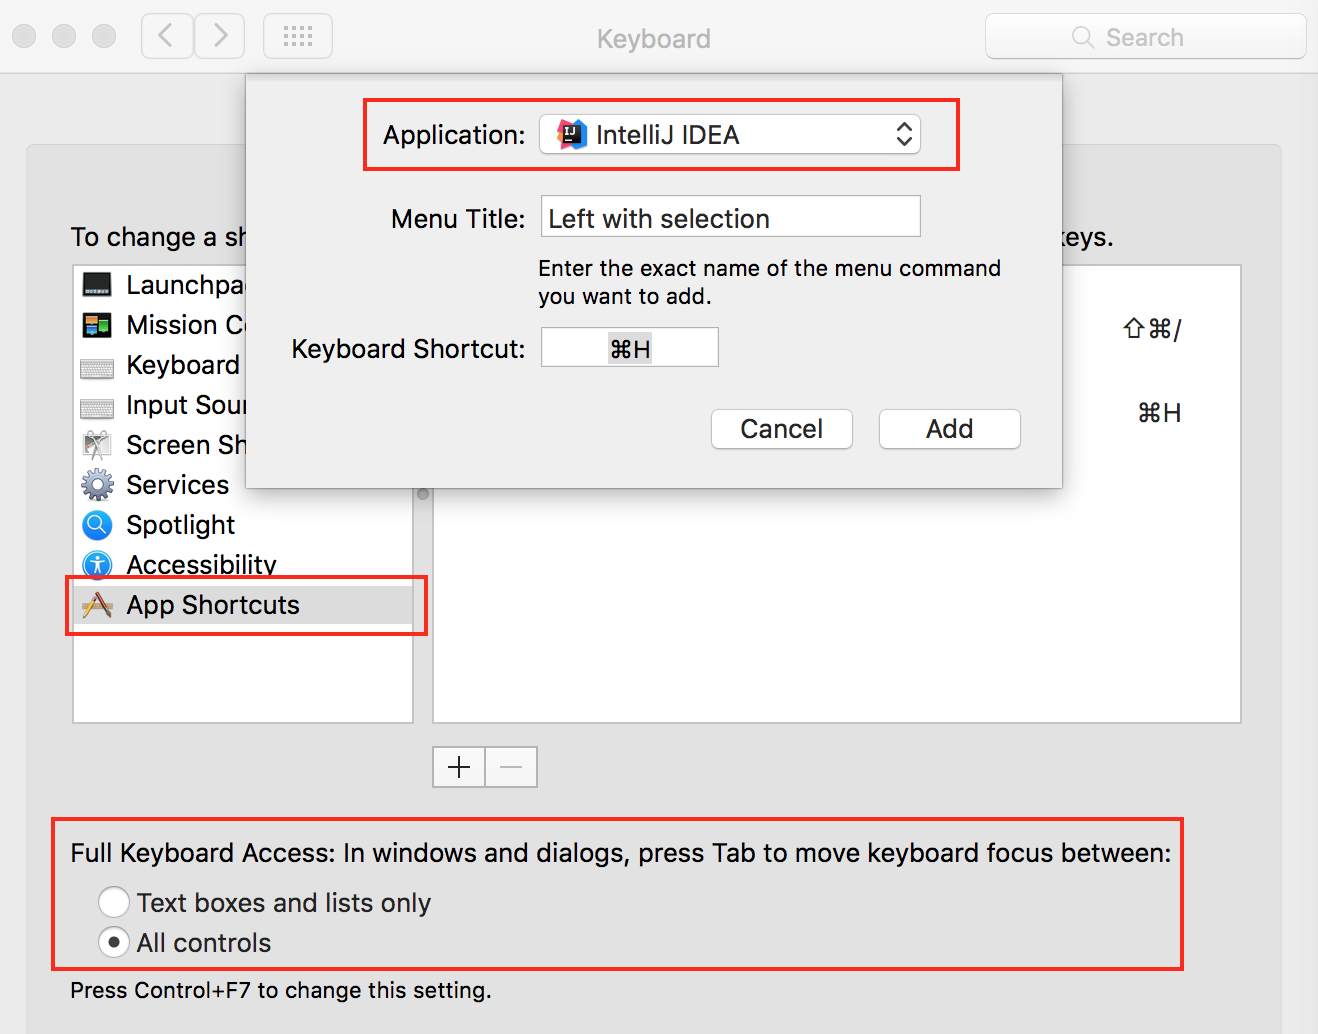 Keyboard
Search
Application: IJ IntelliJ IDEA
Menu Title: Left with selection
Enter the exact name of the menu command
you want to add.
Keyboard Shortcut: ⌘H
Cancel Add
To change a sh
keys.
Launchpa
Mission Co
Keyboard
Input Sour
Screen Sh
Services
Spotlight
Accessibility
App Shortcuts
⇧⌘/
⌘H
Full Keyboard Access: In windows and dialogs, press Tab to move keyboard focus between:
Text boxes and lists only
All controls
Press Control+F7 to change this setting.